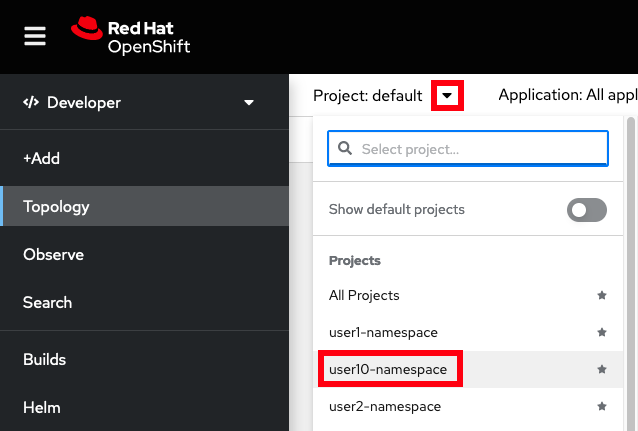 Red Hat
OpenShift
</> Developer
+Add
Topology
Observe
Search
Builds
Helm
Project: default
Application: All appl
Select project...
Show default projects
Projects
All Projects
user1-namespace
user10-namespace
user2-namespace